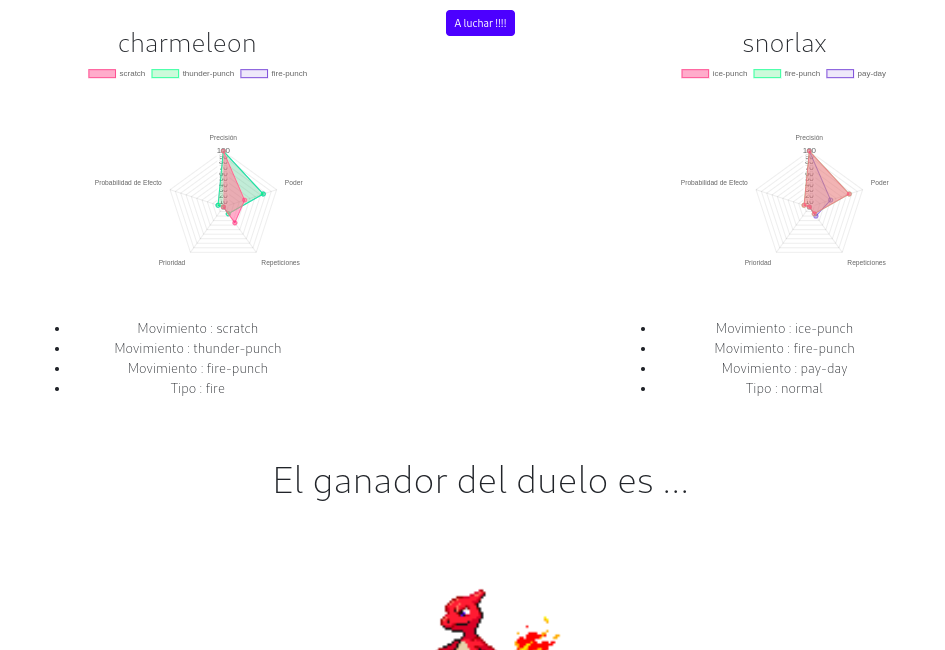 A luchar !!!!
charmeleon
scratch thunder-punch fire-punch
Precisión
100
Probabilidad de Efecto
Poder
Prioridad
Repeticiones
Movimiento : scratch
Movimiento : thunder-punch
Movimiento : fire-punch
Tipo : fire
snorlax
ice-punch fire-punch pay-day
Precisión
100
Probabilidad de Efecto
Poder
Prioridad
Repeticiones
Movimiento : ice-punch
Movimiento : fire-punch
Movimiento : pay-day
Tipo : normal
El ganador del duelo es ...